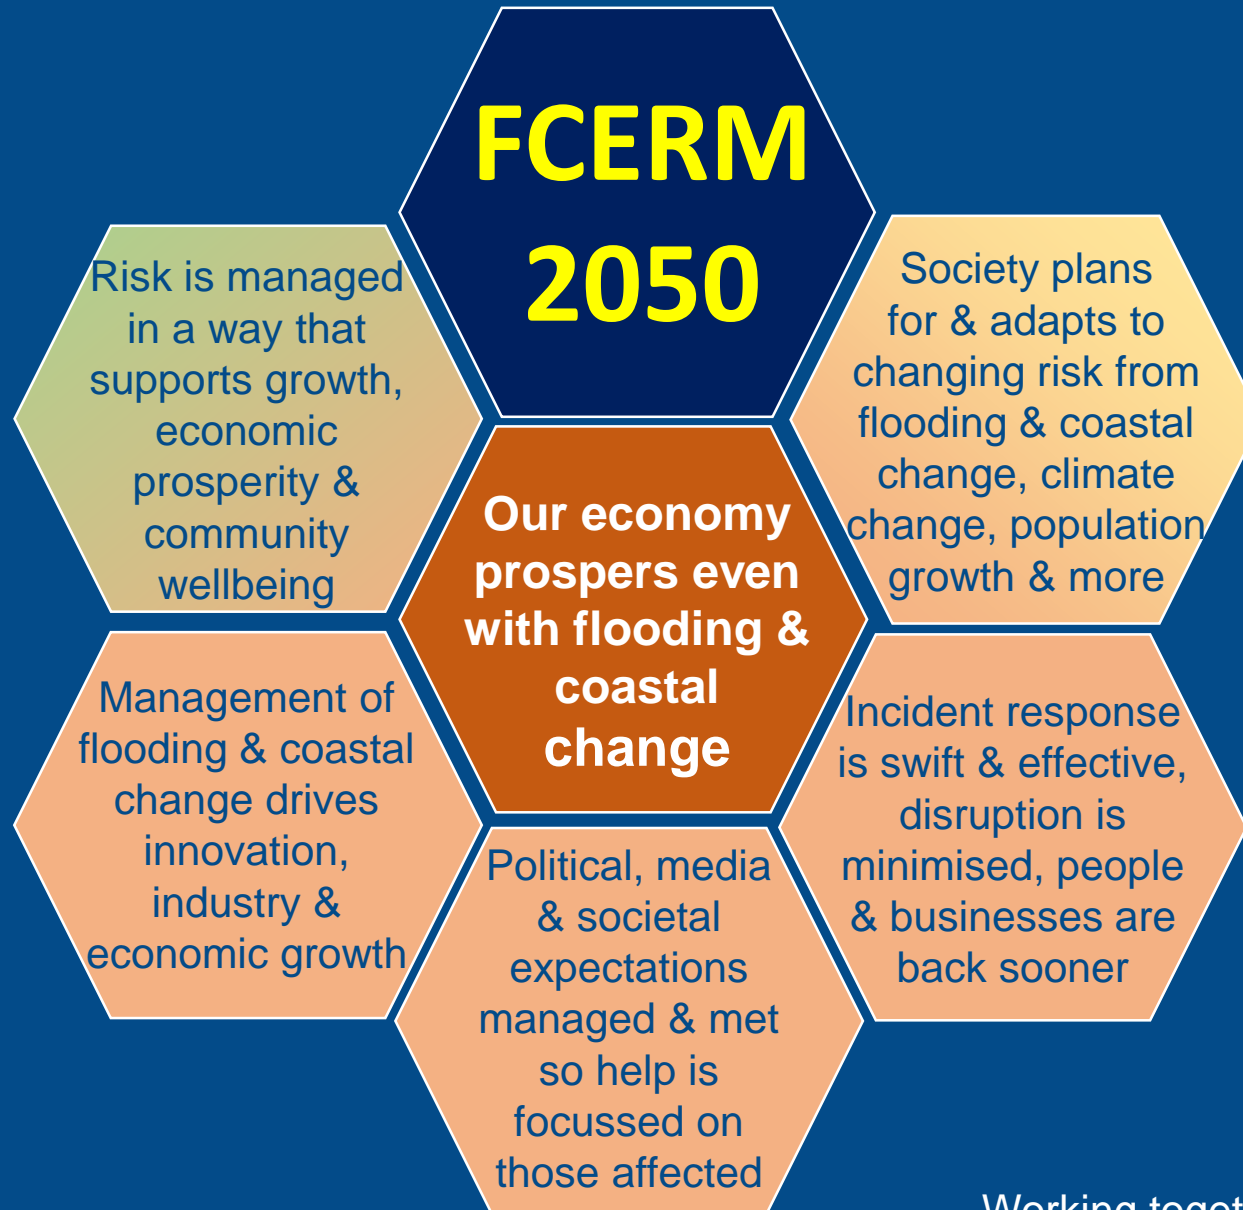 FCERM
2050
Risk is managed
in a way that
supports growth,
economic
prosperity &
community
wellbeing
Society plans
for & adapts to
changing risk from
flooding & coastal
change, climate
change, population
growth & more
Our economy
prospers even
with flooding &
coastal
change
Management of
flooding & coastal
change drives
innovation,
industry &
economic growth
Incident response
is swift & effective,
disruption is
minimised, people
& businesses are
back sooner
Political, media
& societal
expectations
managed & met
so help is
focussed on
those affected
Working